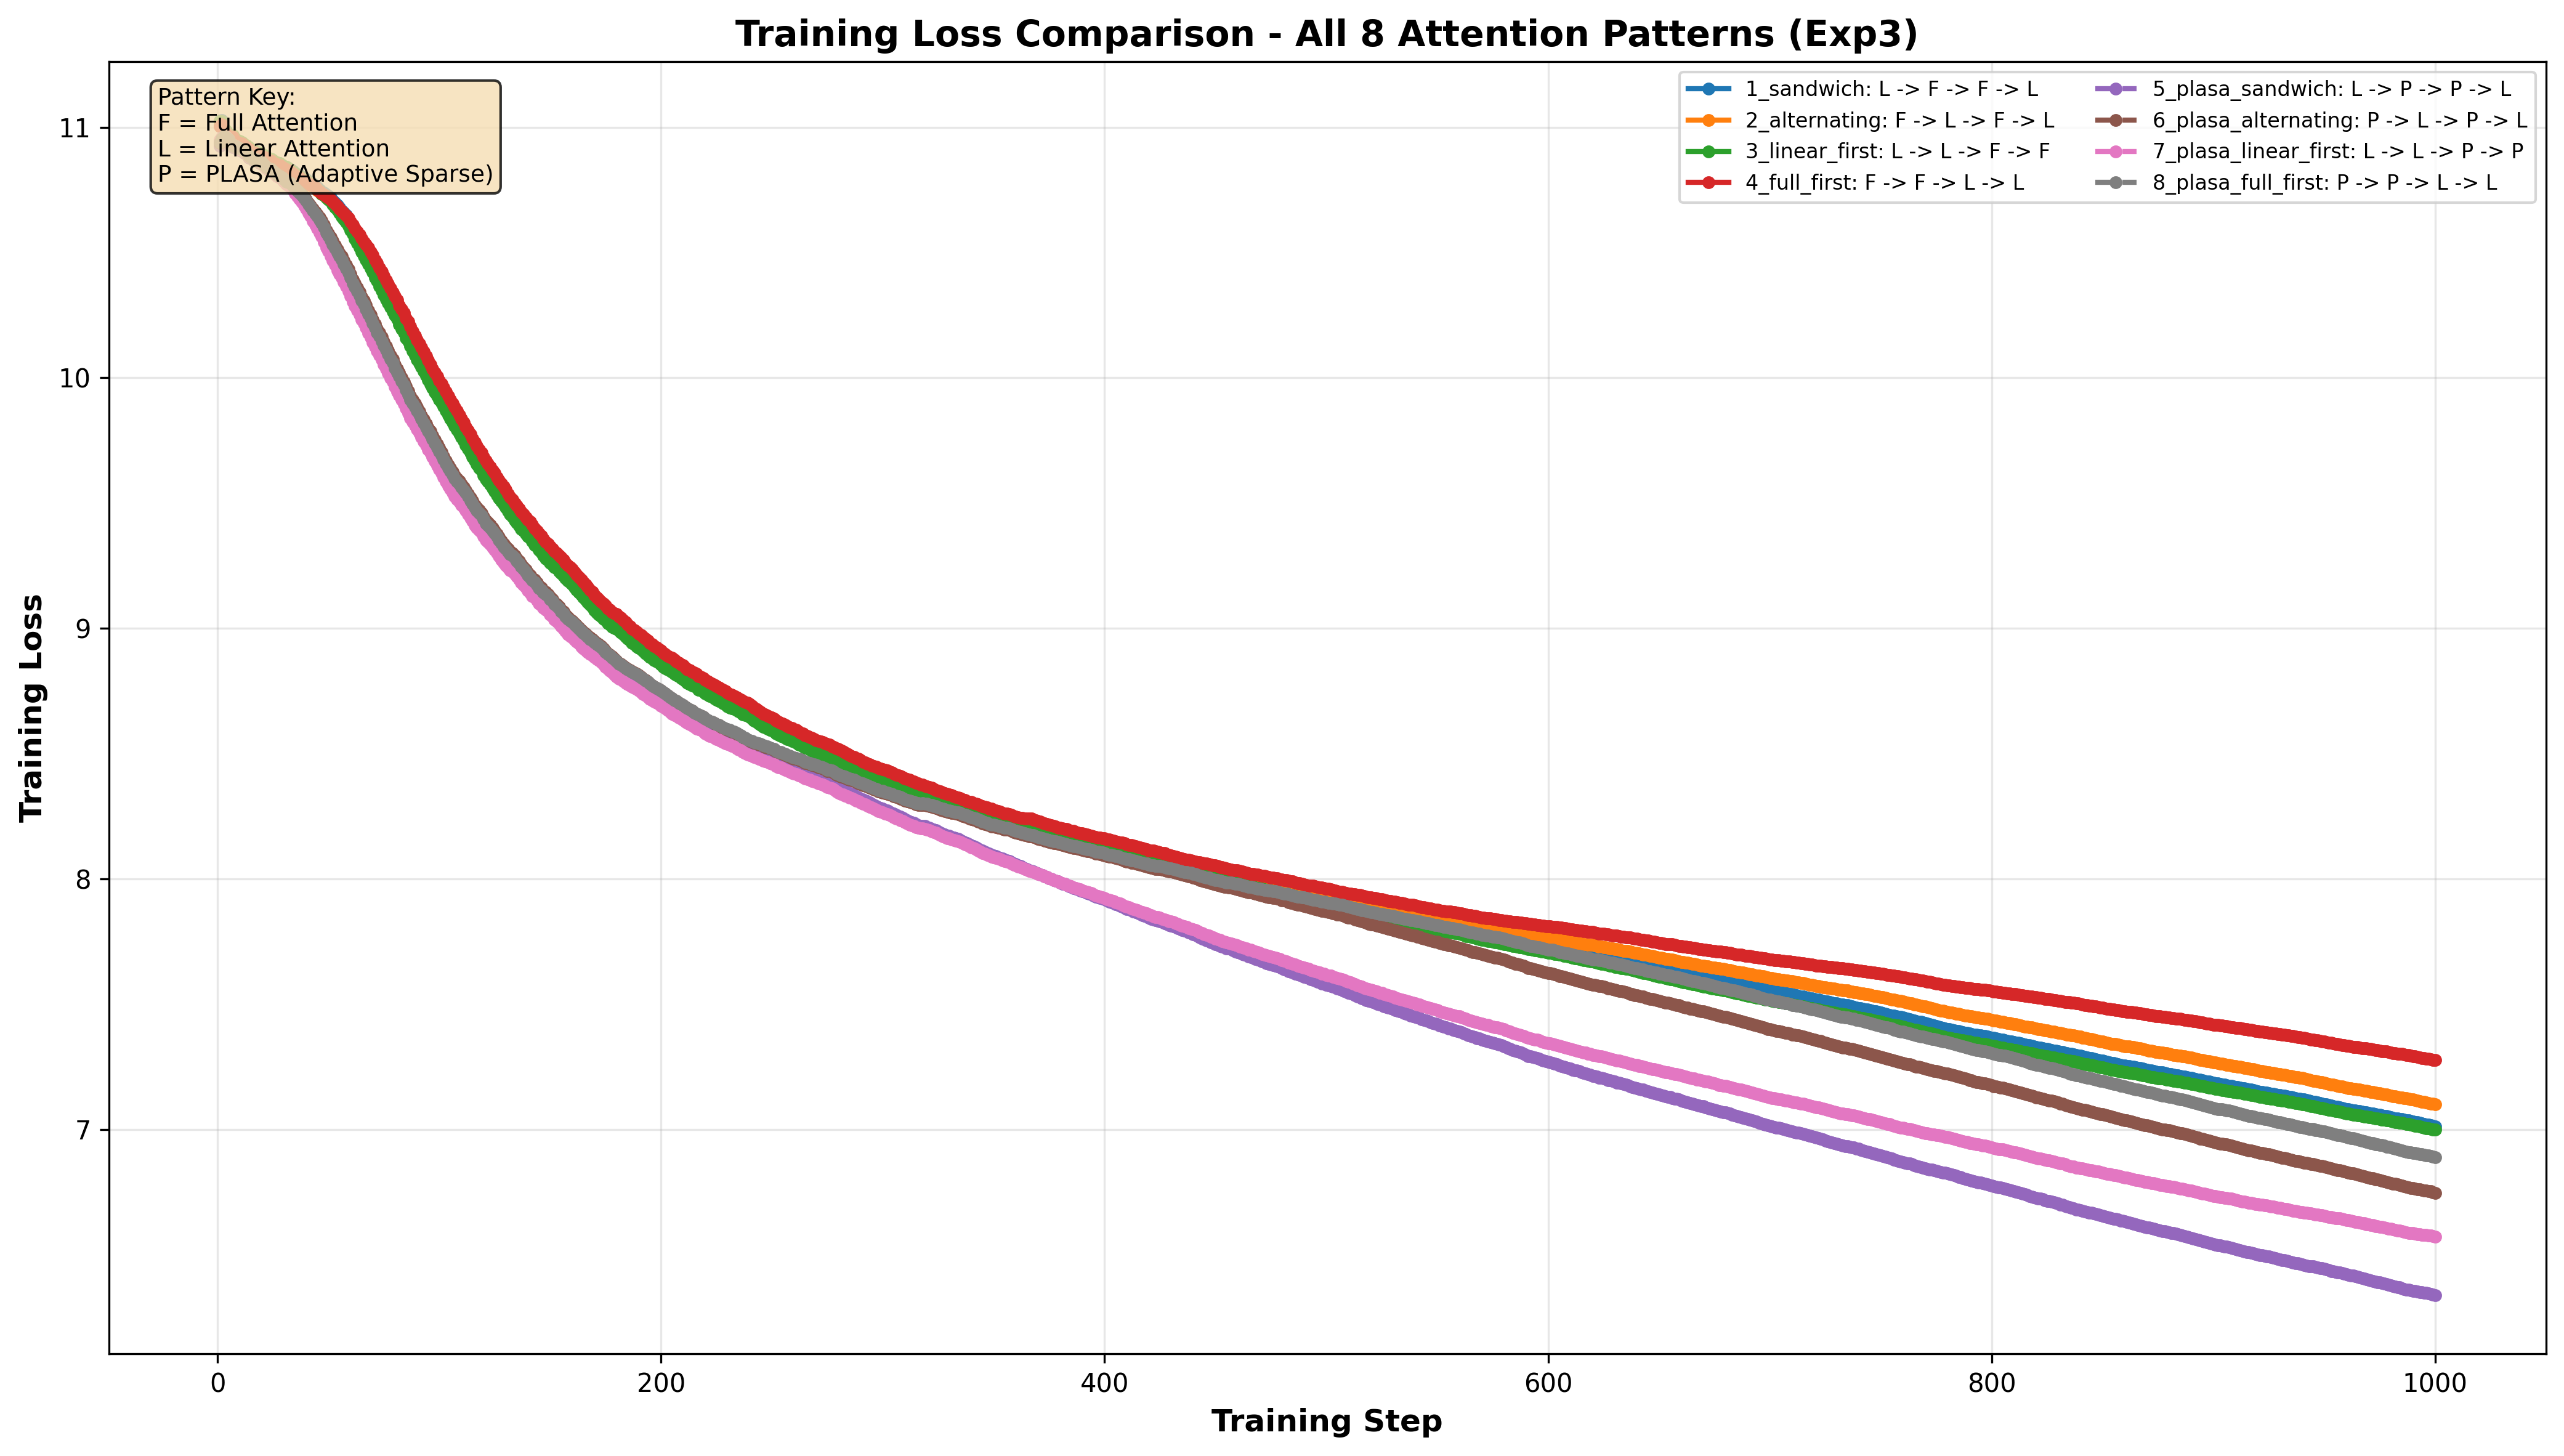 Training Loss Comparison - All 8 Attention Patterns (Exp3)
Pattern Key:
F = Full Attention
L = Linear Attention
P = PLASA (Adaptive Sparse)
1_sandwich: L -> F -> F -> L
2_alternating: F -> L -> F -> L
3_linear_first: L -> L -> F -> F
4_full_first: F -> F -> L -> L
5_plasa_sandwich: L -> P -> P -> L
6_plasa_alternating: P -> L -> P -> L
7_plasa_linear_first: L -> L -> P -> P
8_plasa_full_first: P -> P -> L -> L
Training Loss
11
10
9
8
7
0
200
400
600
800
1000
Training Step